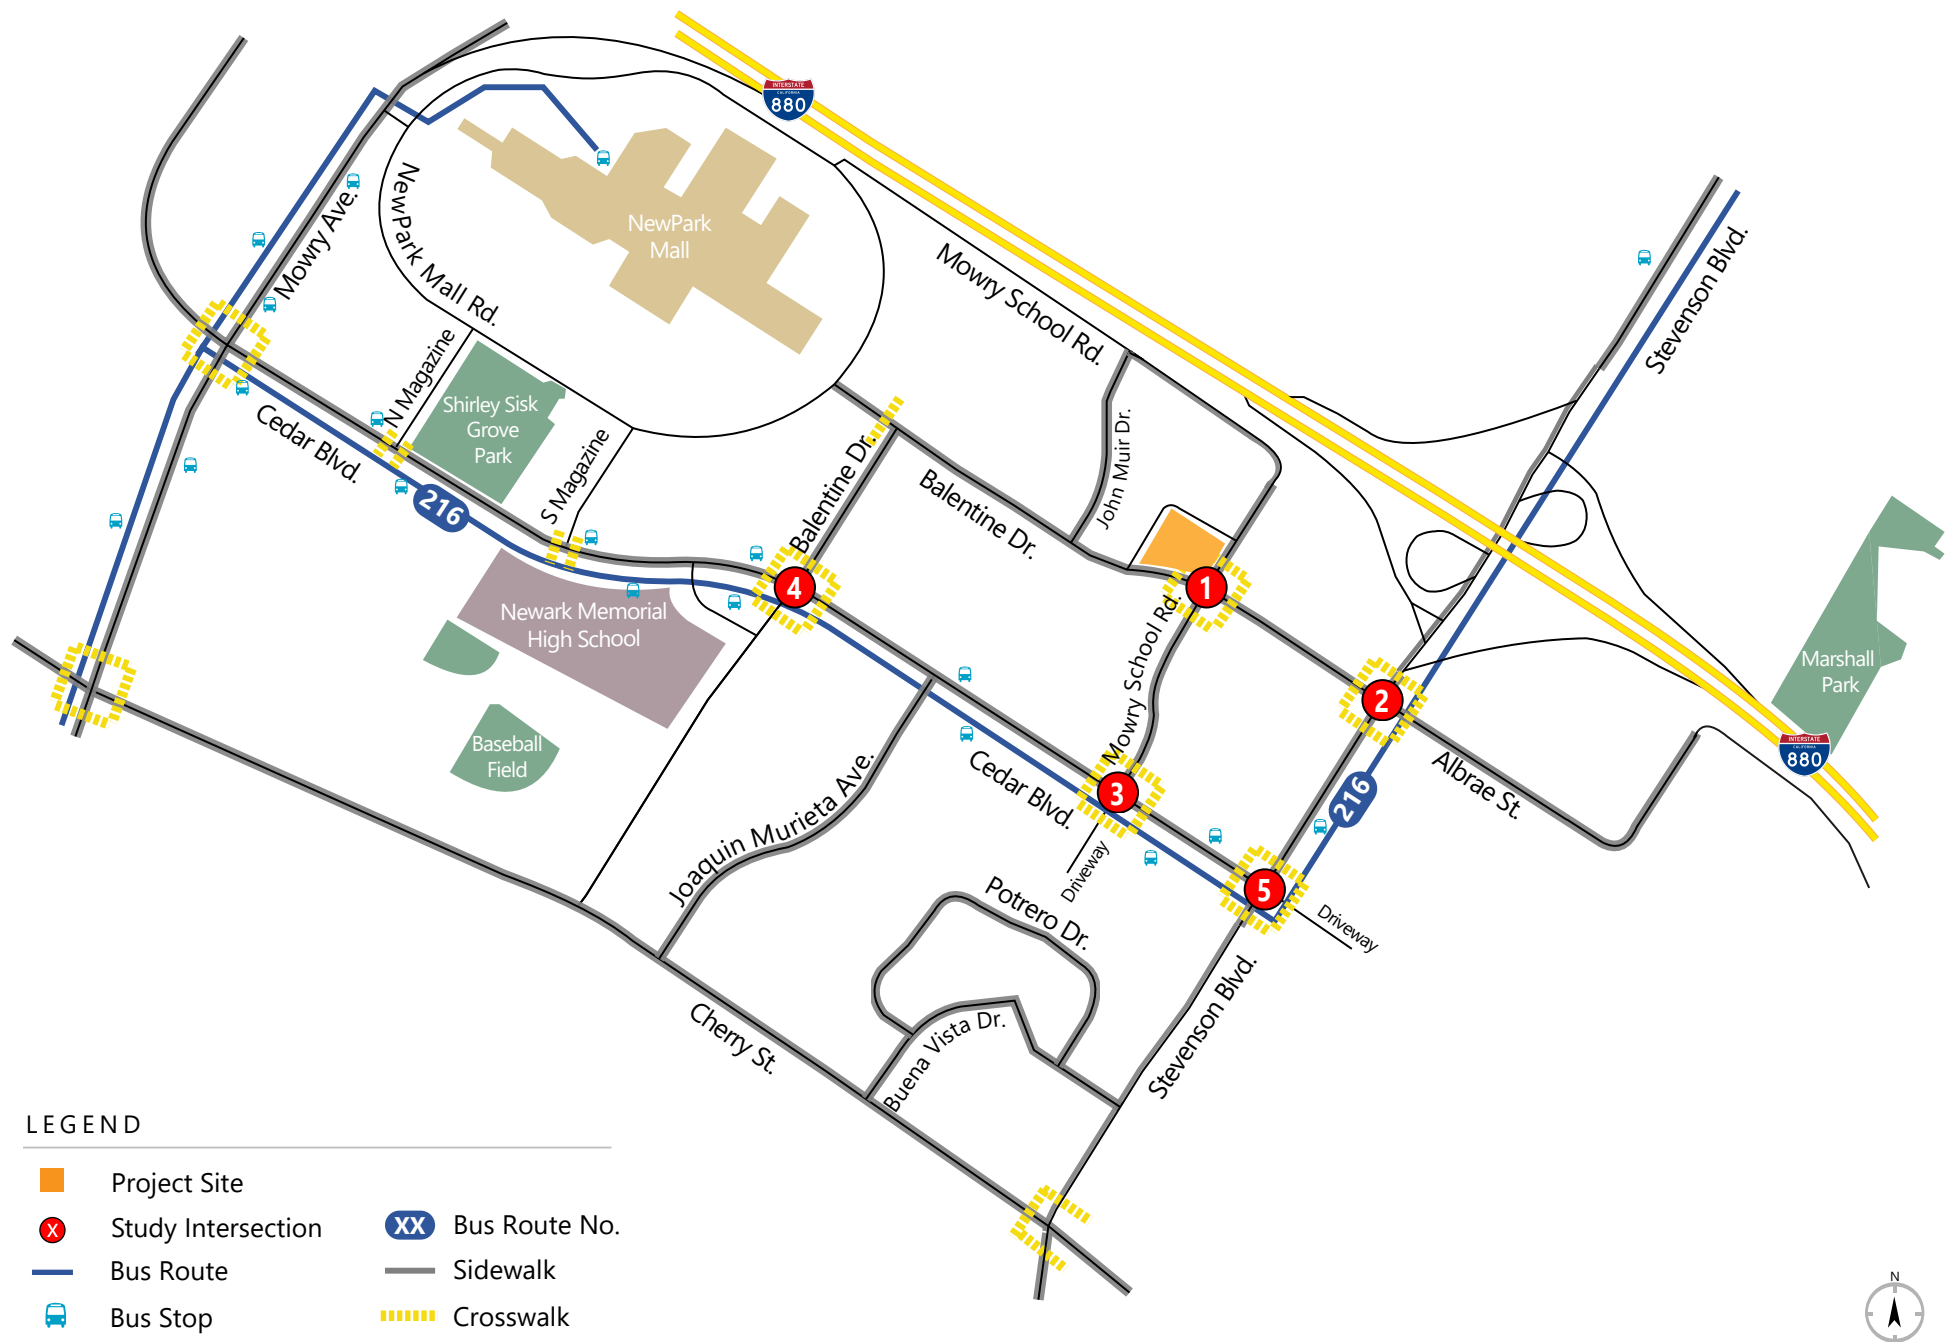 INTERSTATE
CALIFORNIA
880
NewPark
Mall
Mowry Ave.
NewPark Mall Rd.
Mowry School Rd.
Stevenson Blvd.
N Magazine
Shirley Sisk
Grove
Park
Cedar Blvd.
216
S Magazine
Balentine Dr.
Balentine Dr.
John Muir Dr.
4
1
Newark Memorial
High School
Mowry School Rd.
2
Marshall
Park
Baseball
Field
INTERSTATE
CALIFORNIA
880
Joaquin Murieta Ave.
Cedar Blvd.
3
216
Albrae St.
Driveway
5
Driveway
Potrero Dr.
Stevenson Blvd.
Buena Vista Dr.
Cherry St.
LEGEND
Project Site
X Study Intersection
XX Bus Route No.
Bus Route
Sidewalk
Bus Stop
Crosswalk
N